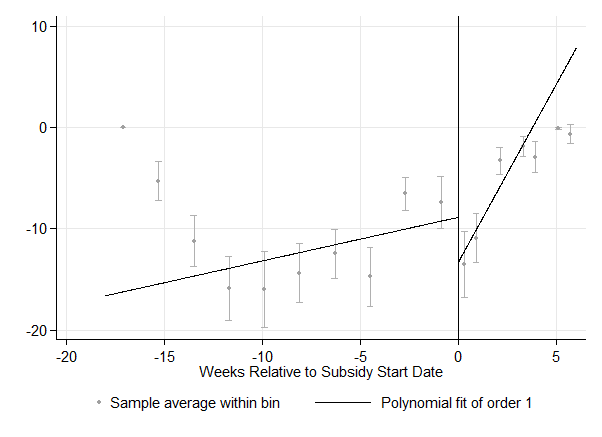 10
0
-10
-20
-20 -15 -10 -5 0 5
Weeks Relative to Subsidy Start Date
Sample average within bin Polynomial fit of order 1